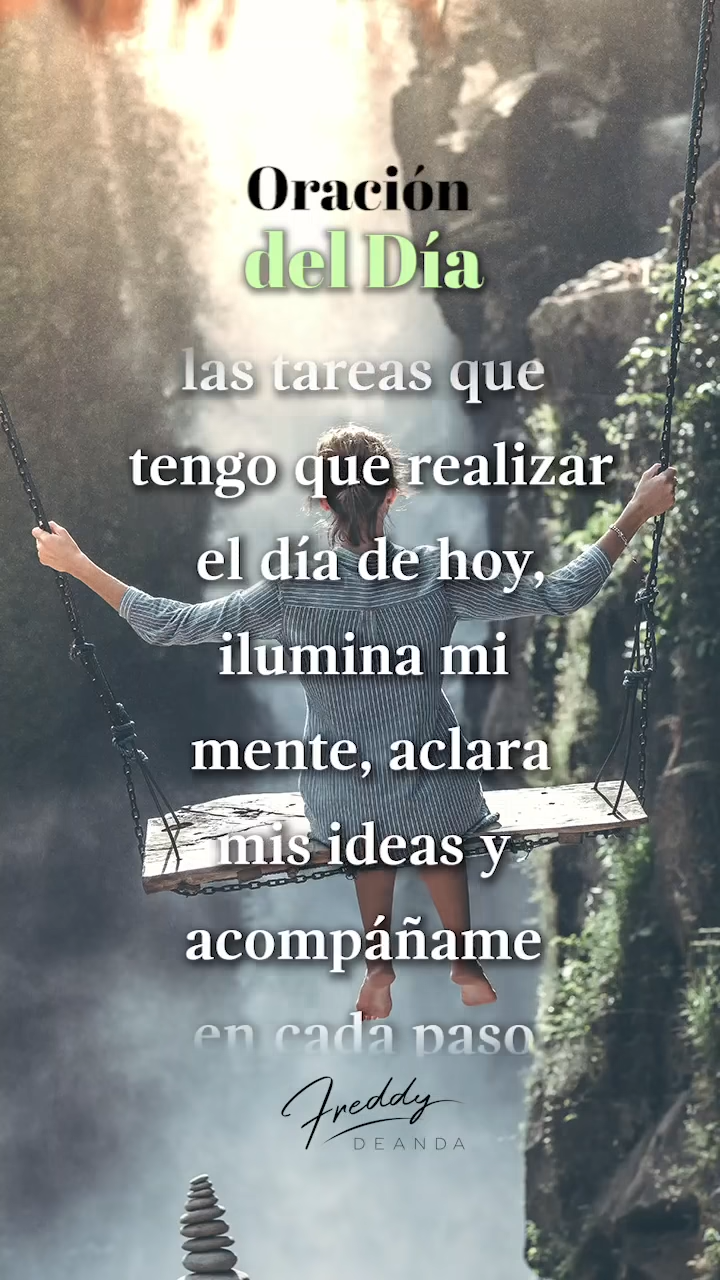 Oración
del Día
las tareas que
tengo que realizar
el día de hoy,
ilumina mi
mente, aclara
mis ideas y
acompáñame
en cada paso
Freddy
DEANDA